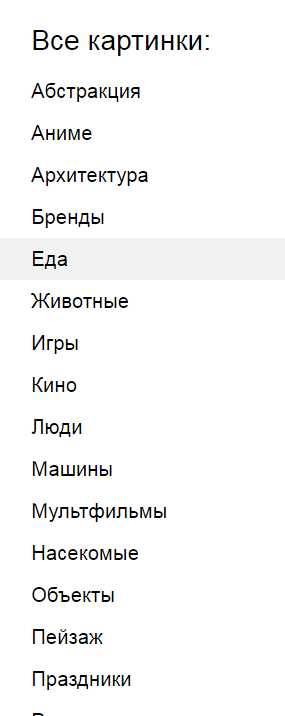 Все картинки:
Абстракция
Аниме
Архитектура
Бренды
Еда
Животные
Игры
Кино
Люди
Машины
Мультфильмы
Насекомые
Объекты
Пейзаж
Праздники